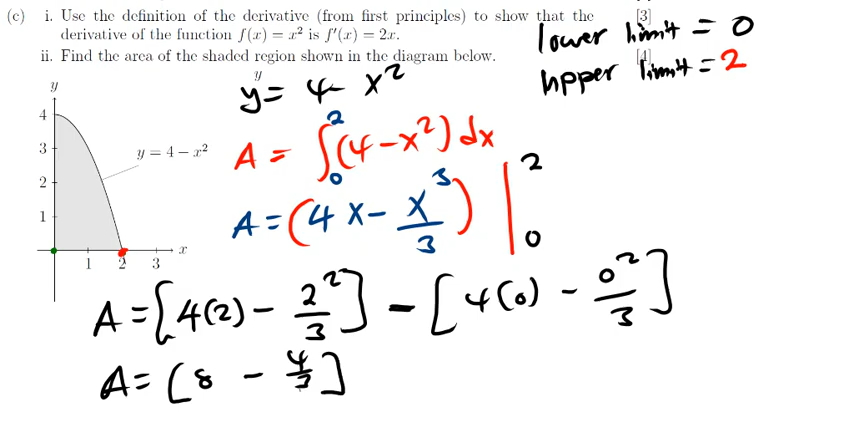 (c) i. Use the definition of the derivative (from first principles) to show that the [3]
derivative of the function f(x) = x² is f′(x) = 2x.
lower limit = 0
ii. Find the area of the shaded region shown in the diagram below. [4]
upper limit = 2
y
y = 4 - x²
y
4
3
2
1
1 2 3
x
y = 4 − x²
A = ∫₀² (4 - x²) dx
A = (4x - x³/3) |₀²
A = [4(2) - 2²/3] - [4(0) - 0²/3]
A = [8 - 4/3]